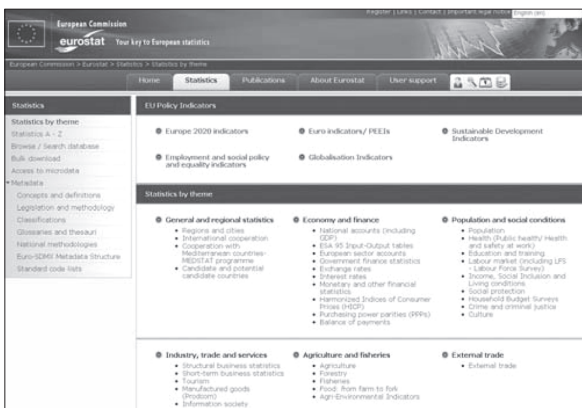 Register | Links | Contact | Important legal notice English (en)
European Commission
eurostat Your key to European statistics
European Commission > Eurostat > Statistics > Statistics by theme
Home Statistics Publications About Eurostat User support
Statistics
Statistics by theme
Statistics A - Z
Browse / Search database
Bulk download
Access to microdata
Metadata
Concepts and definitions
Legislation and methodology
Classifications
Glossaries and thesauri
National methodologies
Euro-SDMX Metadata Structure
Standard code lists
EU Policy Indicators
Europe 2020 indicators
Euro indicators/ PEEIs
Sustainable Development
Indicators
Employment and social policy
and equality indicators
Globalisation Indicators
Statistics by theme
General and regional statistics
Regions and cities
International cooperation
Cooperation with
Mediterranean countries-
MEDSTAT programme
Candidate and potential
candidate countries
Economy and finance
National accounts (including
GDP)
ESA 95 Input-Output tables
European sector accounts
Government finance statistics
Exchange rates
Interest rates
Monetary and other financial
statistics
Harmonized Indices of Consumer
Prices (HICP)
Purchasing power parities (PPPs)
Balance of payments
Population and social conditions
Population
Health (Public health/ Health
and safety at work)
Education and training
Labour market (including LFS
- Labour Force Survey)
Income, Social Inclusion and
Living conditions
Social protection
Household Budget Surveys
Crime and criminal justice
Culture
Industry, trade and services
Structural business statistics
Short-term business statistics
Tourism
Manufactured goods
(Prodcom)
Information society
Agriculture and fisheries
Agriculture
Forestry
Fisheries
Food: from farm to fork
Agri-Environmental Indicators
External trade
External trade